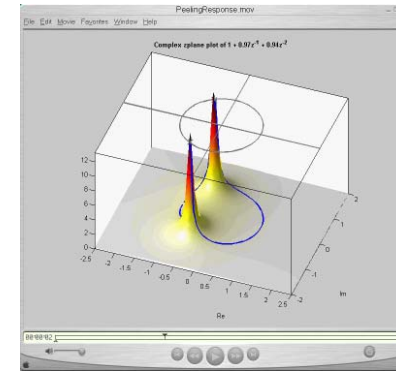 PeelingResponse.mov
File Edit Movie Favorites Window Help
Complex zplane plot of 1 + 0.97z^-1 + 0.94z^-2
12
10
8
6
4
2
0
-2.5 -2 -1.5 -1 -0.5 0 0.5 1 1.5 2 2.5
-2 -1 0 1 2
Re
Im
00:00:02